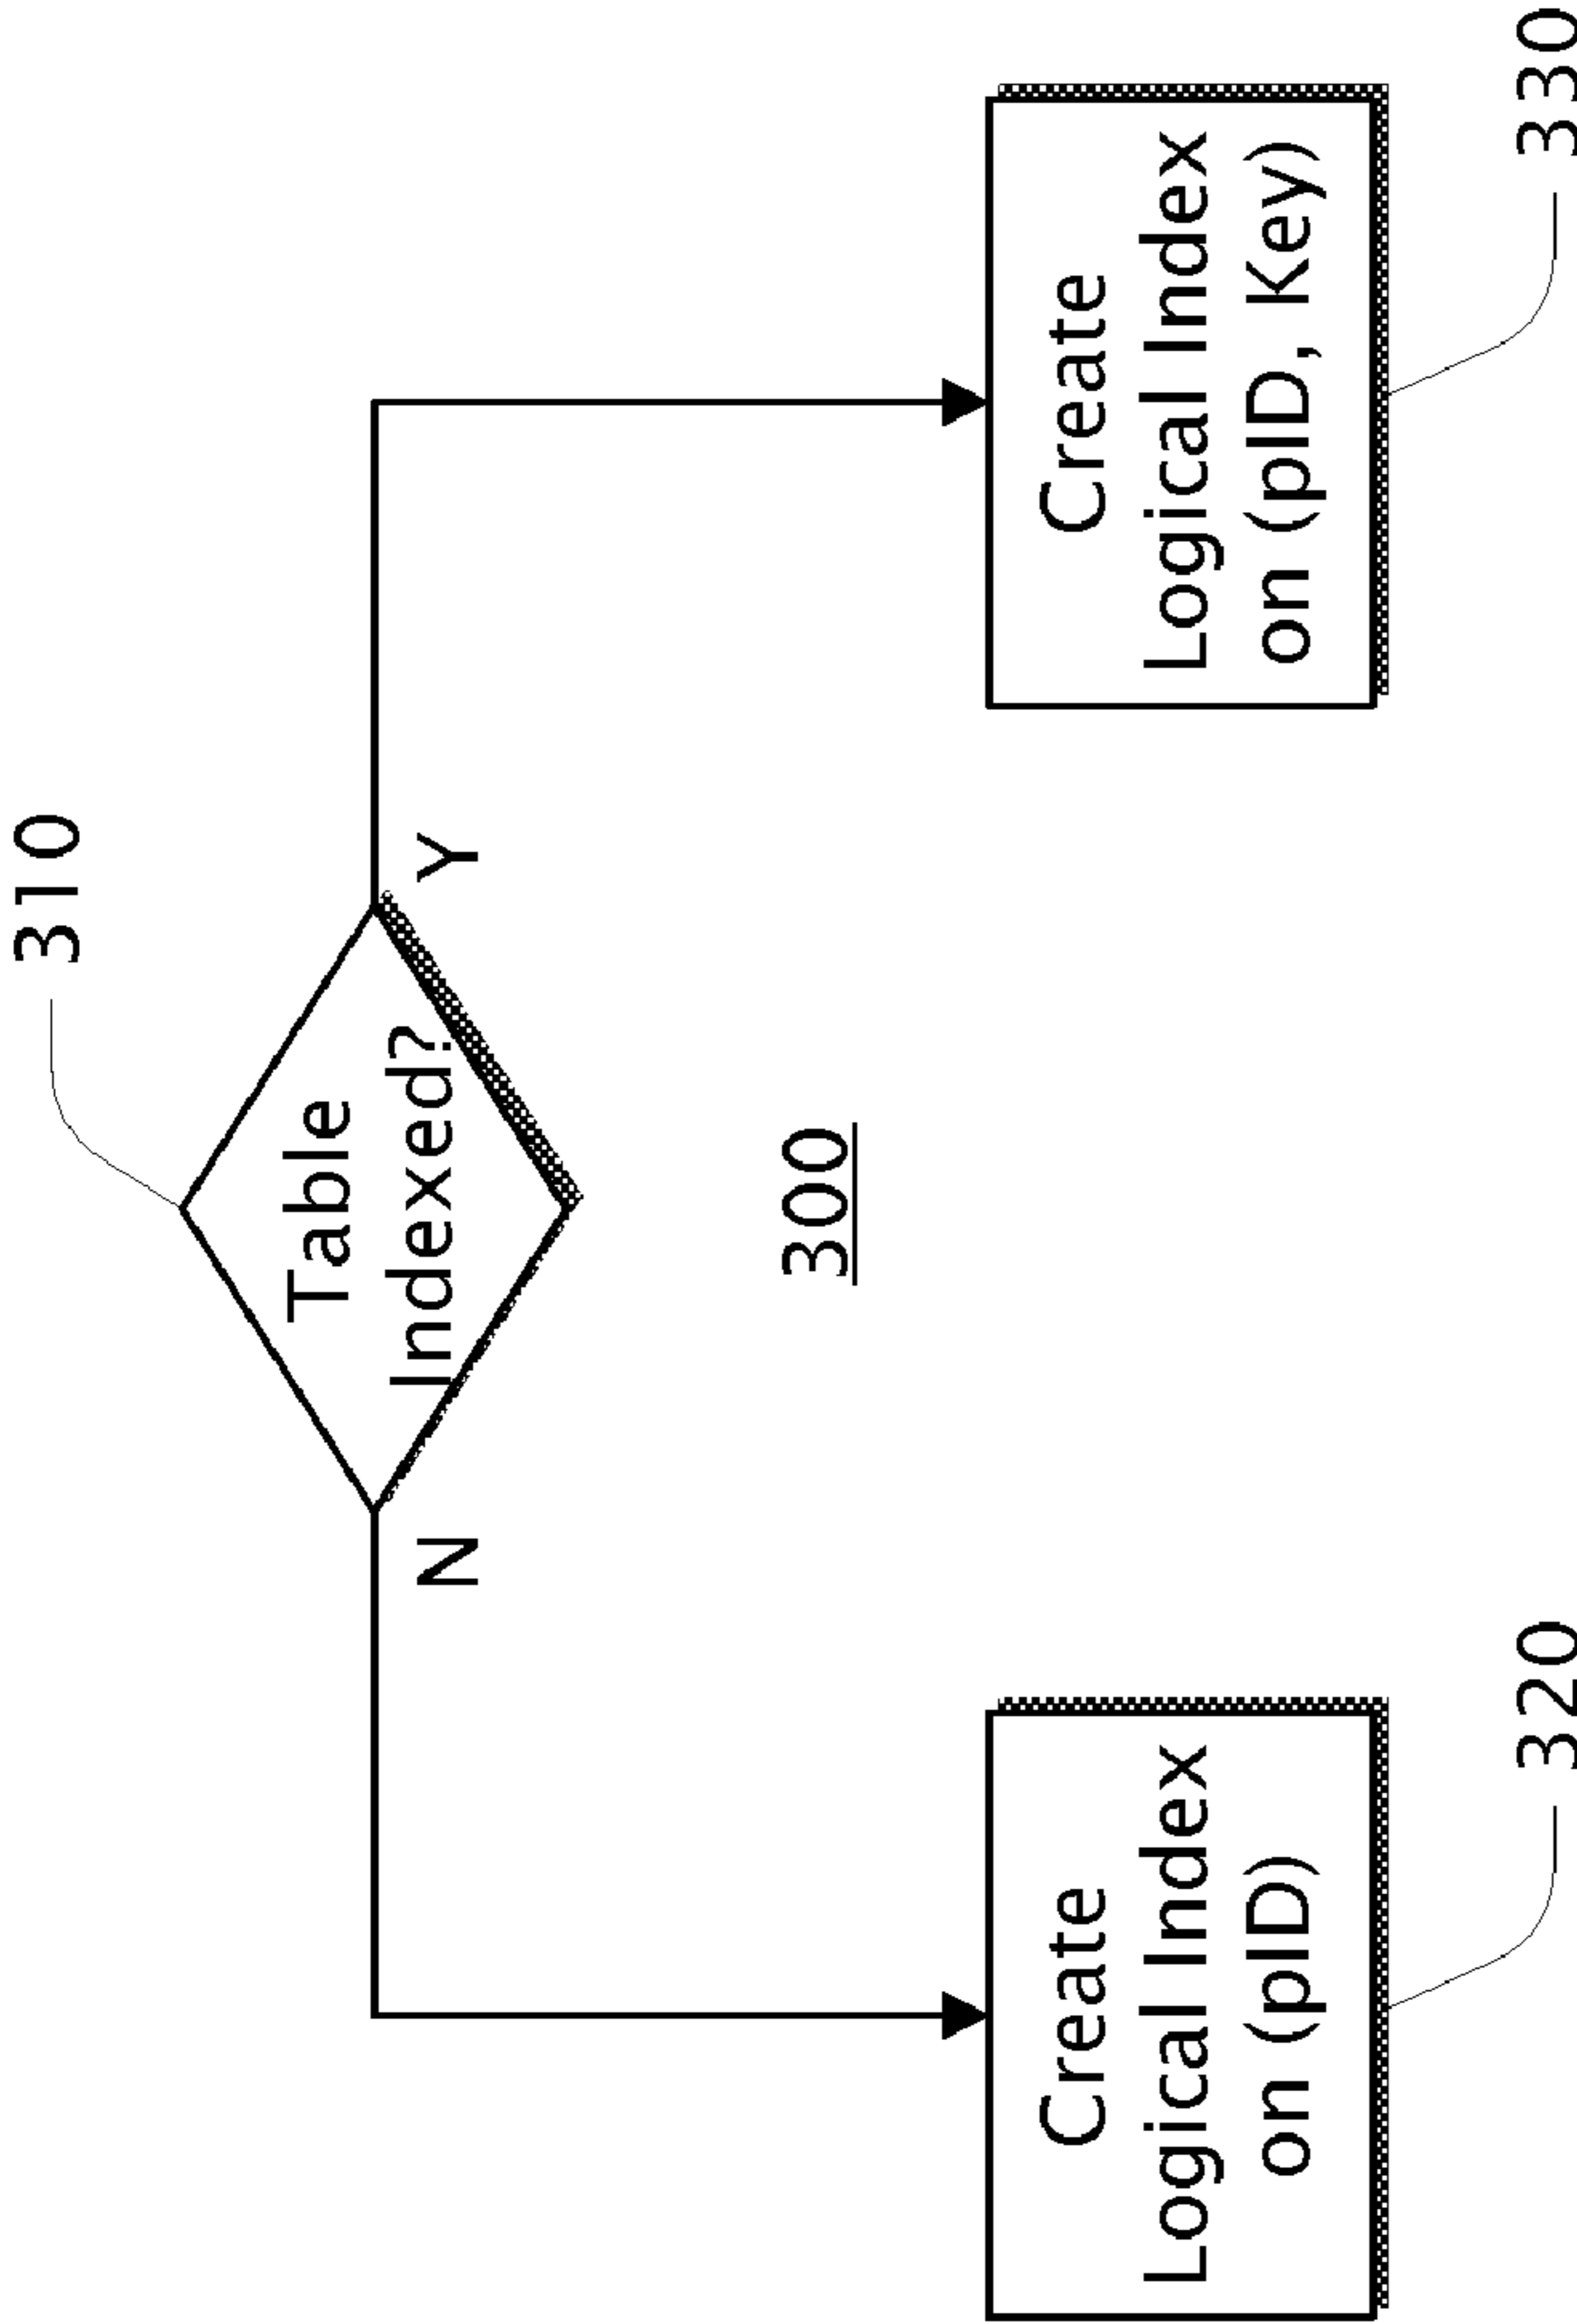 310
Table
Indexed?
N
Y
300
Create
Logical Index
on (pID)
Create
Logical Index
on (pID, Key)
320
330